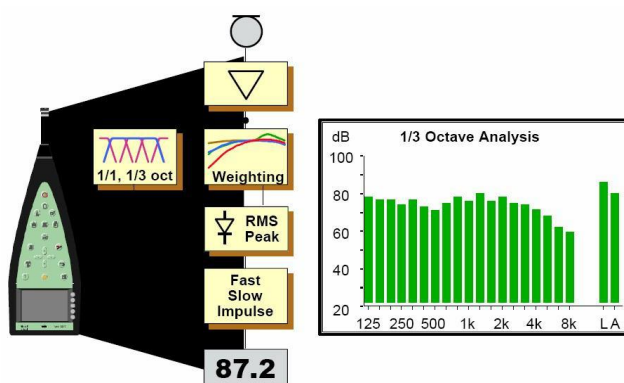 1/1, 1/3 oct
Weighting
RMS
Peak
Fast
Slow
Impulse
87.2
dB
1/3 Octave Analysis
100
80
60
40
20
125 250 500 1k 2k 4k 8k L A